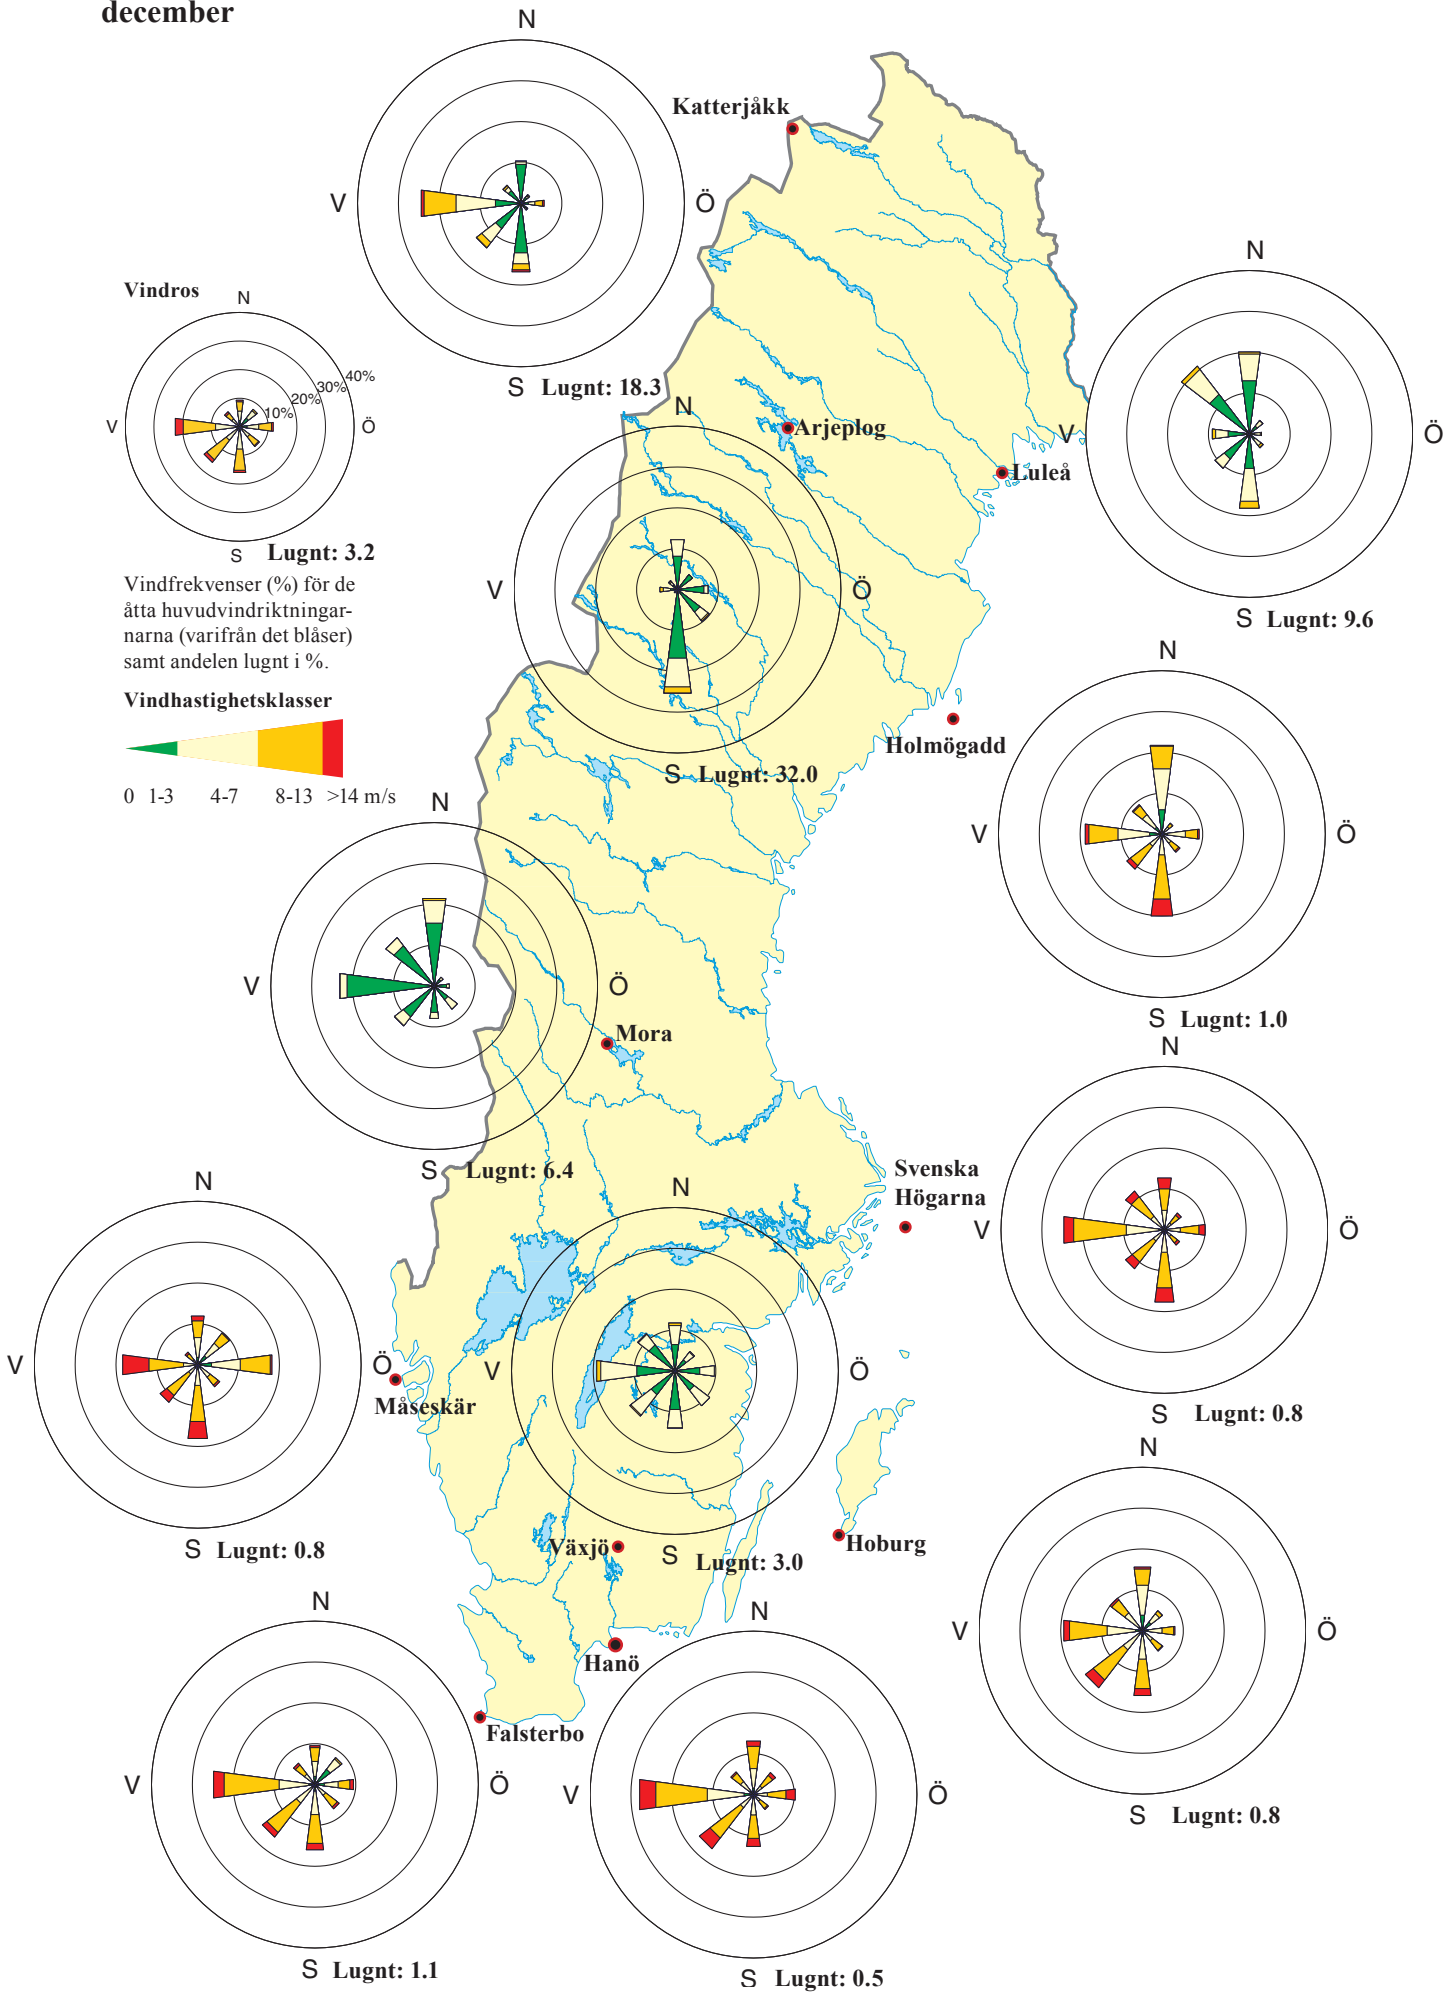 december
N
V
Ö
S
Lugnt: 18.3
Katterjåkk
Vindros
N
V
Ö
S
10%
20%
30%
40%
Lugnt: 3.2
Vindfrekvenser (%) för de
åtta huvudvindriktningar-
narna (varifrån det blåser)
samt andelen lugnt i %.
Vindhastighetsklasser
0 1-3 4-7 8-13 >14 m/s
N
V
Ö
S
Lugnt: 9.6
Arjeplog
Luleå
N
V
Ö
S
Lugnt: 32.0
Holmögadd
N
V
Ö
S
Lugnt: 1.0
N
V
Ö
S
Lugnt: 6.4
Mora
N
V
Ö
S
Lugnt: 0.8
Svenska
Högarna
N
V
Ö
S
Lugnt: 0.8
Måseskär
N
V
Ö
S
Lugnt: 3.0
Växjö
Hoburg
N
V
Ö
S
Lugnt: 0.8
Hanö
Falsterbo
N
V
Ö
S
Lugnt: 1.1
N
V
Ö
S
Lugnt: 0.5